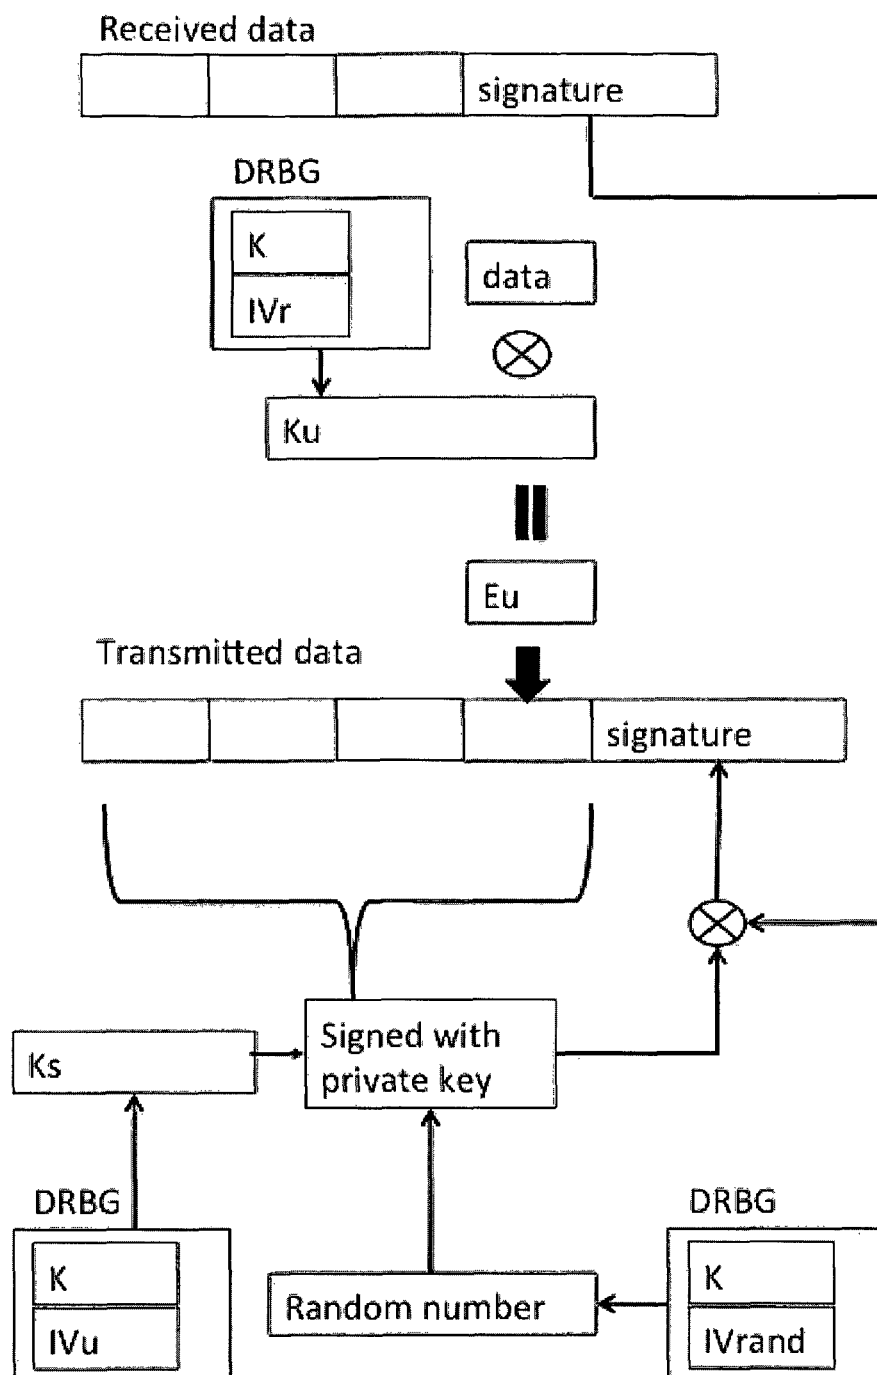 Received data
signature
DRBG
K
IVr
data
Ku
Eu
Transmitted data
signature
Signed with
private key
Ks
DRBG
K
IVu
Random number
DRBG
K
IVrand